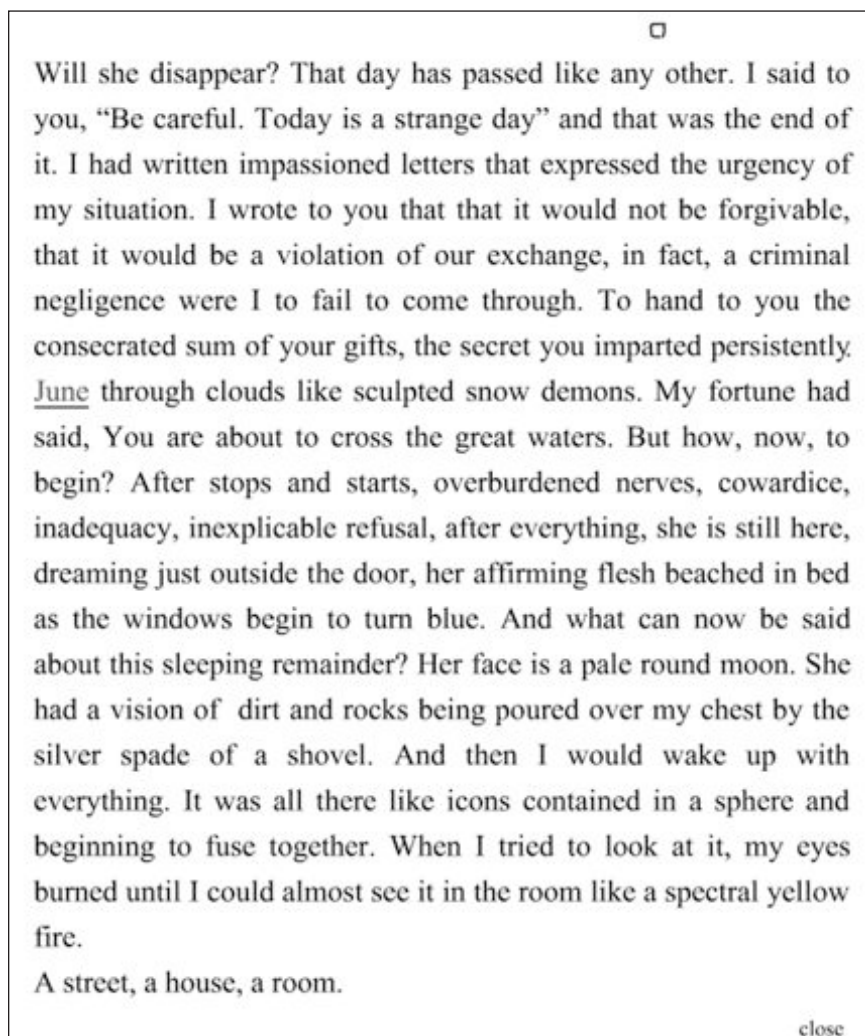 Will she disappear? That day has passed like any other. I said to
you, “Be careful. Today is a strange day” and that was the end of
it. I had written impassioned letters that expressed the urgency of
my situation. I wrote to you that that it would not be forgivable,
that it would be a violation of our exchange, in fact, a criminal
negligence were I to fail to come through. To hand to you the
consecrated sum of your gifts, the secret you imparted persistently.
June through clouds like sculpted snow demons. My fortune had
said, You are about to cross the great waters. But how, now, to
begin? After stops and starts, overburdened nerves, cowardice,
inadequacy, inexplicable refusal, after everything, she is still here,
dreaming just outside the door, her affirming flesh beached in bed
as the windows begin to turn blue. And what can now be said
about this sleeping remainder? Her face is a pale round moon. She
had a vision of dirt and rocks being poured over my chest by the
silver spade of a shovel. And then I would wake up with
everything. It was all there like icons contained in a sphere and
beginning to fuse together. When I tried to look at it, my eyes
burned until I could almost see it in the room like a spectral yellow
fire.
A street, a house, a room.
close